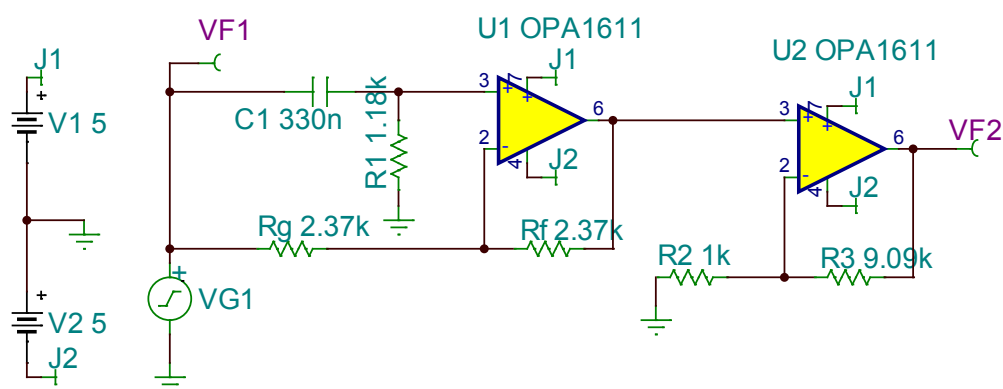 VF1
U1 OPA1611
J1
3
+
7
+
6
2
-
4
J2
U2 OPA1611
J1
3
+
7
+
6
2
-
4
J2
VF2
J1
+
V1 5
C1 330n
R1 1.18k
Rg 2.37k
Rf 2.37k
R2 1k
R3 9.09k
+
VG1
+
V2 5
J2